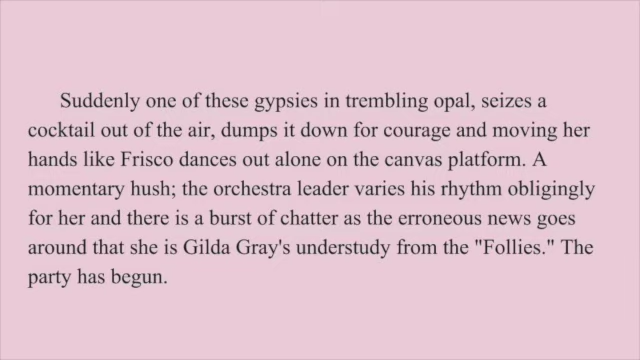 Suddenly one of these gypsies in trembling opal, seizes a
cocktail out of the air, dumps it down for courage and moving her
hands like Frisco dances out alone on the canvas platform. A
momentary hush; the orchestra leader varies his rhythm obligingly
for her and there is a burst of chatter as the erroneous news goes
around that she is Gilda Gray's understudy from the "Follies." The
party has begun.